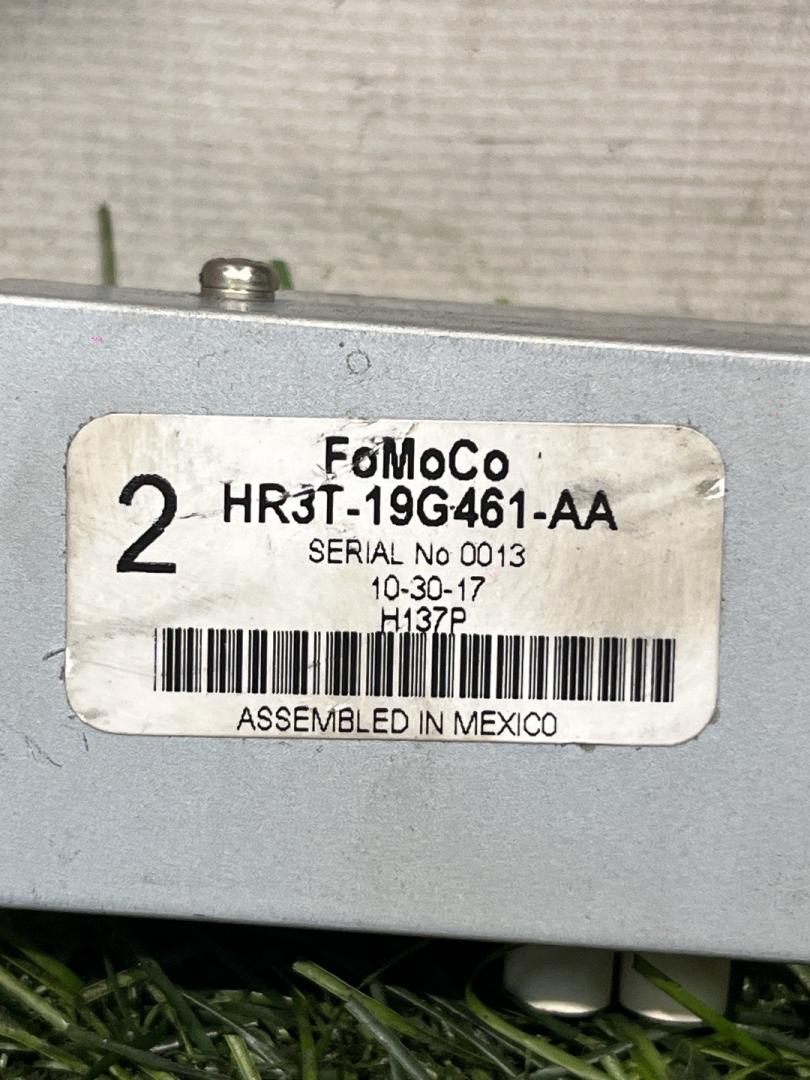 FoMoCo
2
HR3T-19G461-AA
SERIAL No 0013
10-30-17
H137P
ASSEMBLED IN MEXICO